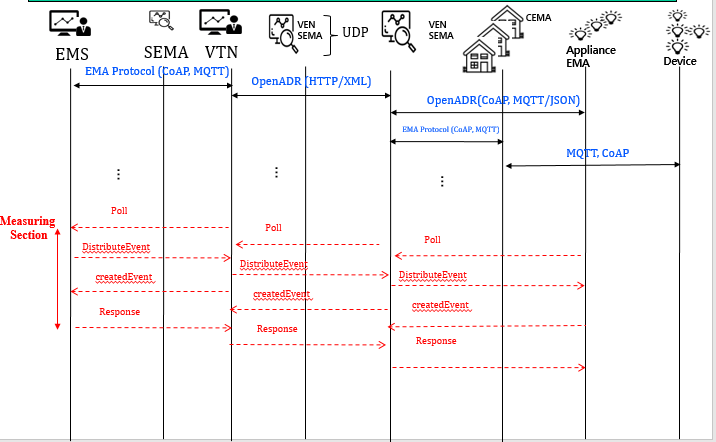 EMS
SEMA
VTN
VEN
SEMA
UDP
VEN
SEMA
CEMA
Appliance
EMA
Device
EMA Protocol (CoAP, MQTT)
OpenADR (HTTP/XML)
OpenADR(CoAP, MQTT/JSON)
EMA Protocol (CoAP, MQTT)
MQTT, CoAP
Measuring
Section
Poll
DistributeEvent
createdEvent
Response
Poll
DistributeEvent
createdEvent
Response
Poll
DistributeEvent
createdEvent
Response